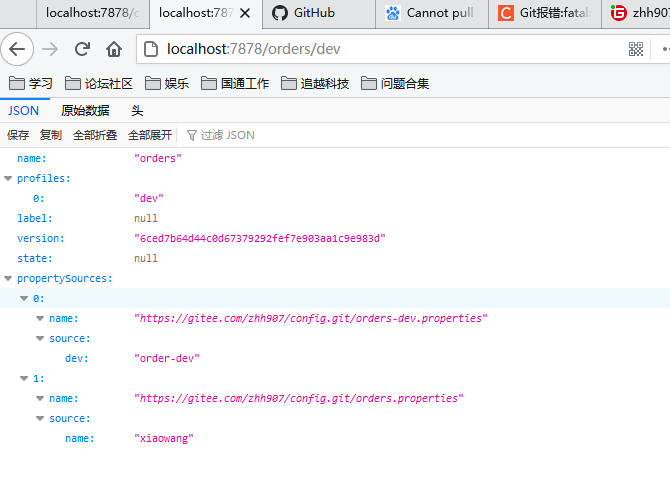 localhost:7878/c
localhost:787
GitHub
Cannot pull
Git报错:fatal
zhh907
localhost:7878/orders/dev
学习 论坛社区 娱乐 国通工作 追越科技 问题合集
JSON 原始数据 头
保存 复制 全部折叠 全部展开 过滤 JSON
name: "orders"
profiles:
0: "dev"
label: null
version: "6ced7b64d44c0d67379292fef7e903aa1c9e983d"
state: null
propertySources:
0:
name: "https://gitee.com/zhh907/config.git/orders-dev.properties"
source:
dev: "order-dev"
1:
name: "https://gitee.com/zhh907/config.git/orders.properties"
source:
name: "xiaowang"